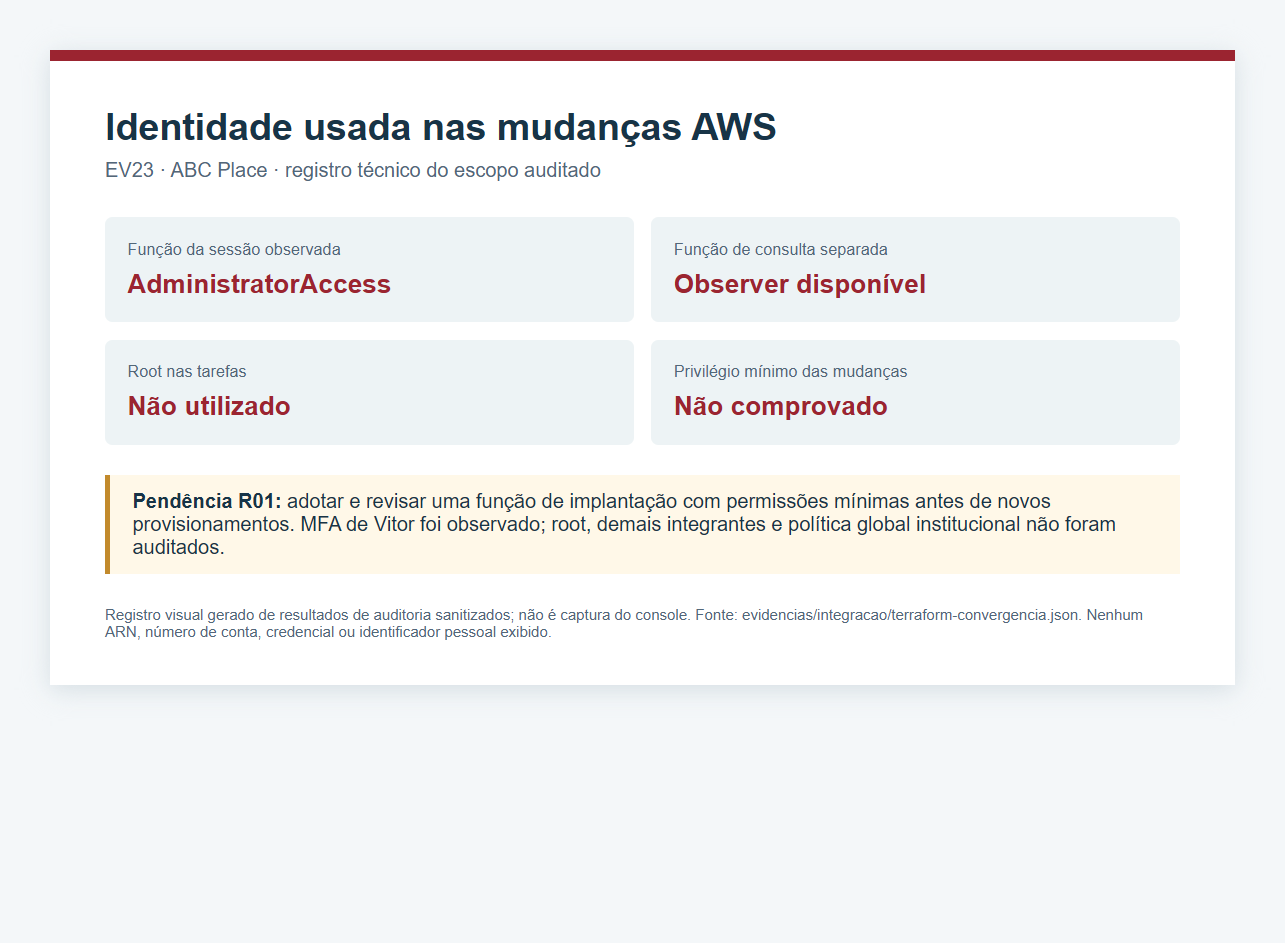 Identidade usada nas mudanças AWS
EV23 · ABC Place · registro técnico do escopo auditado
Função da sessão observada
AdministratorAccess
Função de consulta separada
Observer disponível
Root nas tarefas
Não utilizado
Privilégio mínimo das mudanças
Não comprovado
Pendência R01: adotar e revisar uma função de implantação com permissões mínimas antes de novos
provisionamentos. MFA de Vitor foi observado; root, demais integrantes e política global institucional não foram
auditados.
Registro visual gerado de resultados de auditoria sanitizados; não é captura do console. Fonte: evidencias/integracao/terraform-convergencia.json. Nenhum
ARN, número de conta, credencial ou identificador pessoal exibido.